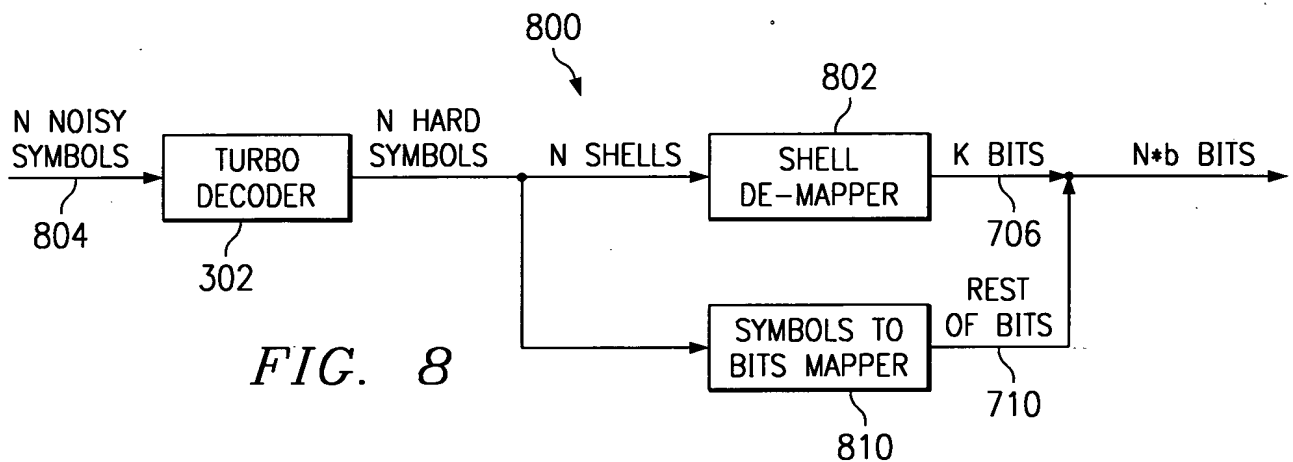 800
802
N NOISY
SYMBOLS
804
TURBO
DECODER
302
N HARD
SYMBOLS
N SHELLS
SHELL
DE-MAPPER
K BITS
706
N*b BITS
SYMBOLS TO
BITS MAPPER
810
REST
OF BITS
710
FIG. 8